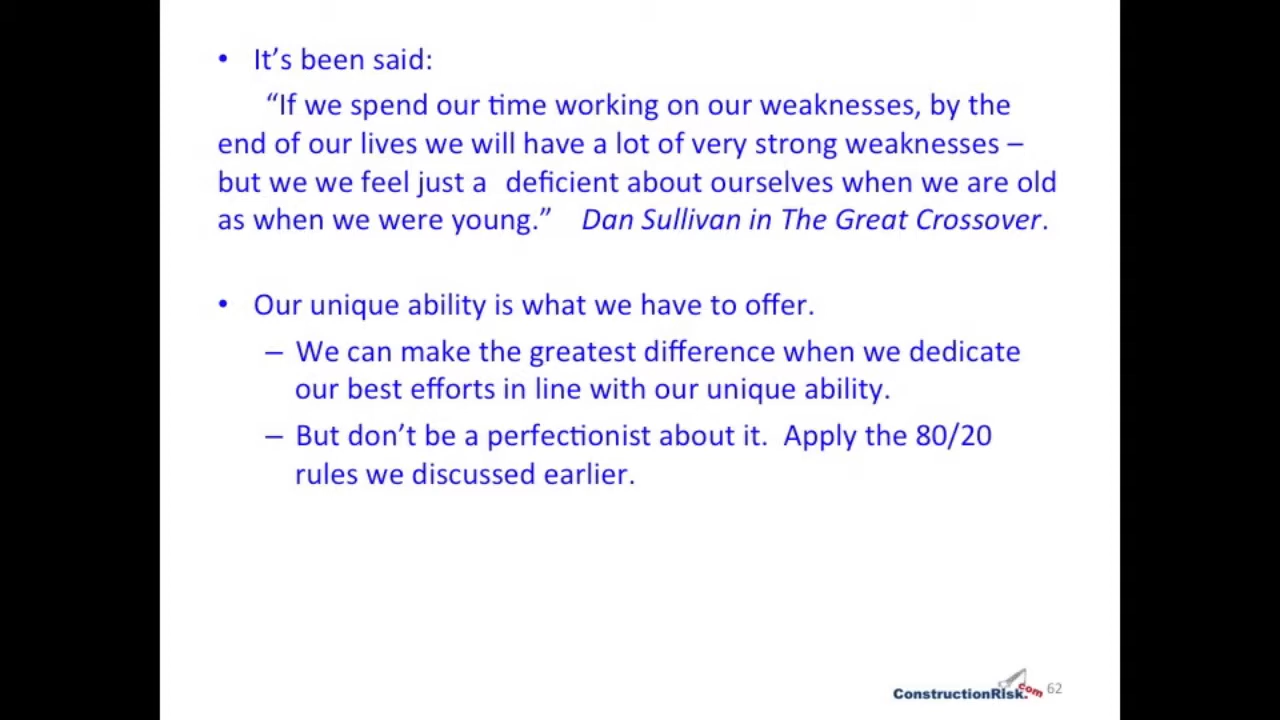 • It’s been said:
“If we spend our time working on our weaknesses, by the
end of our lives we will have a lot of very strong weaknesses –
but we we feel just a deficient about ourselves when we are old
as when we were young.” Dan Sullivan in The Great Crossover.
• Our unique ability is what we have to offer.
– We can make the greatest difference when we dedicate
our best efforts in line with our unique ability.
– But don’t be a perfectionist about it. Apply the 80/20
rules we discussed earlier.
ConstructionRisk.com 62